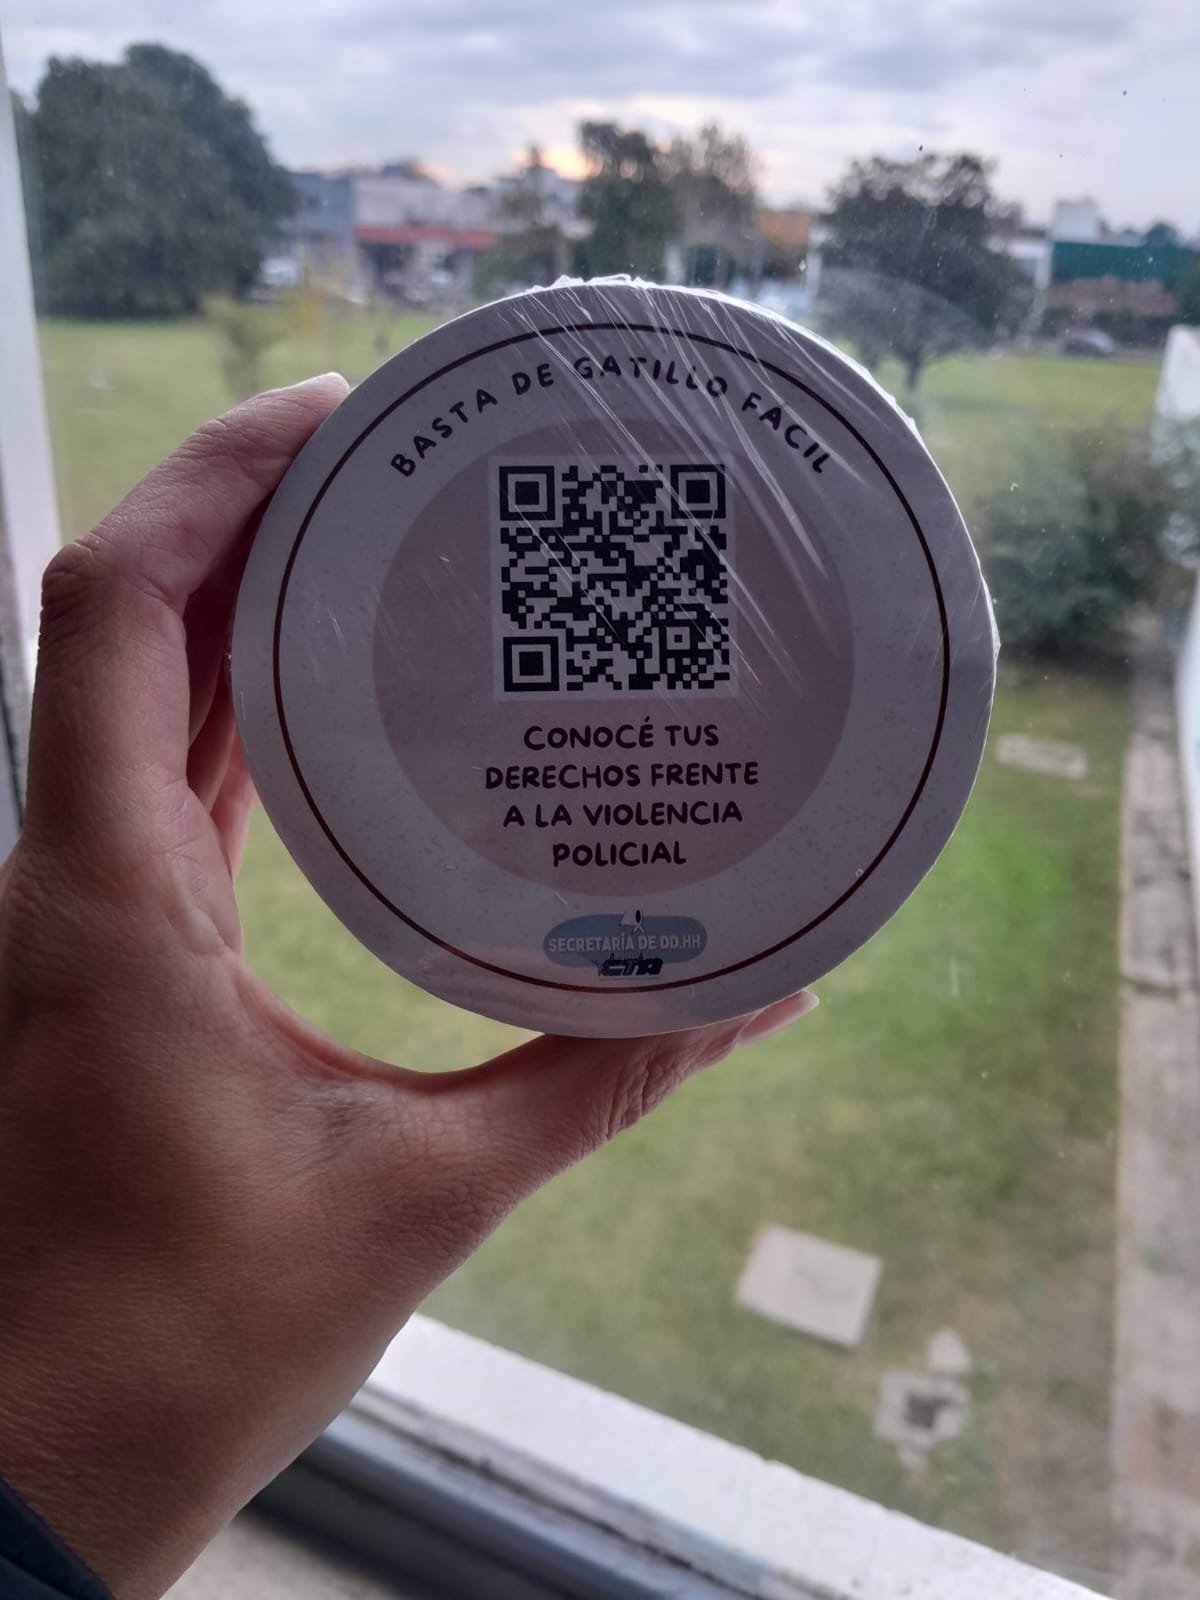 BASTA DE GATILLO FACIL
CONOCÉ TUS
DERECHOS FRENTE
A LA VIOLENCIA
POLICIAL
SECRETARÍA DE DD.HH
CTA